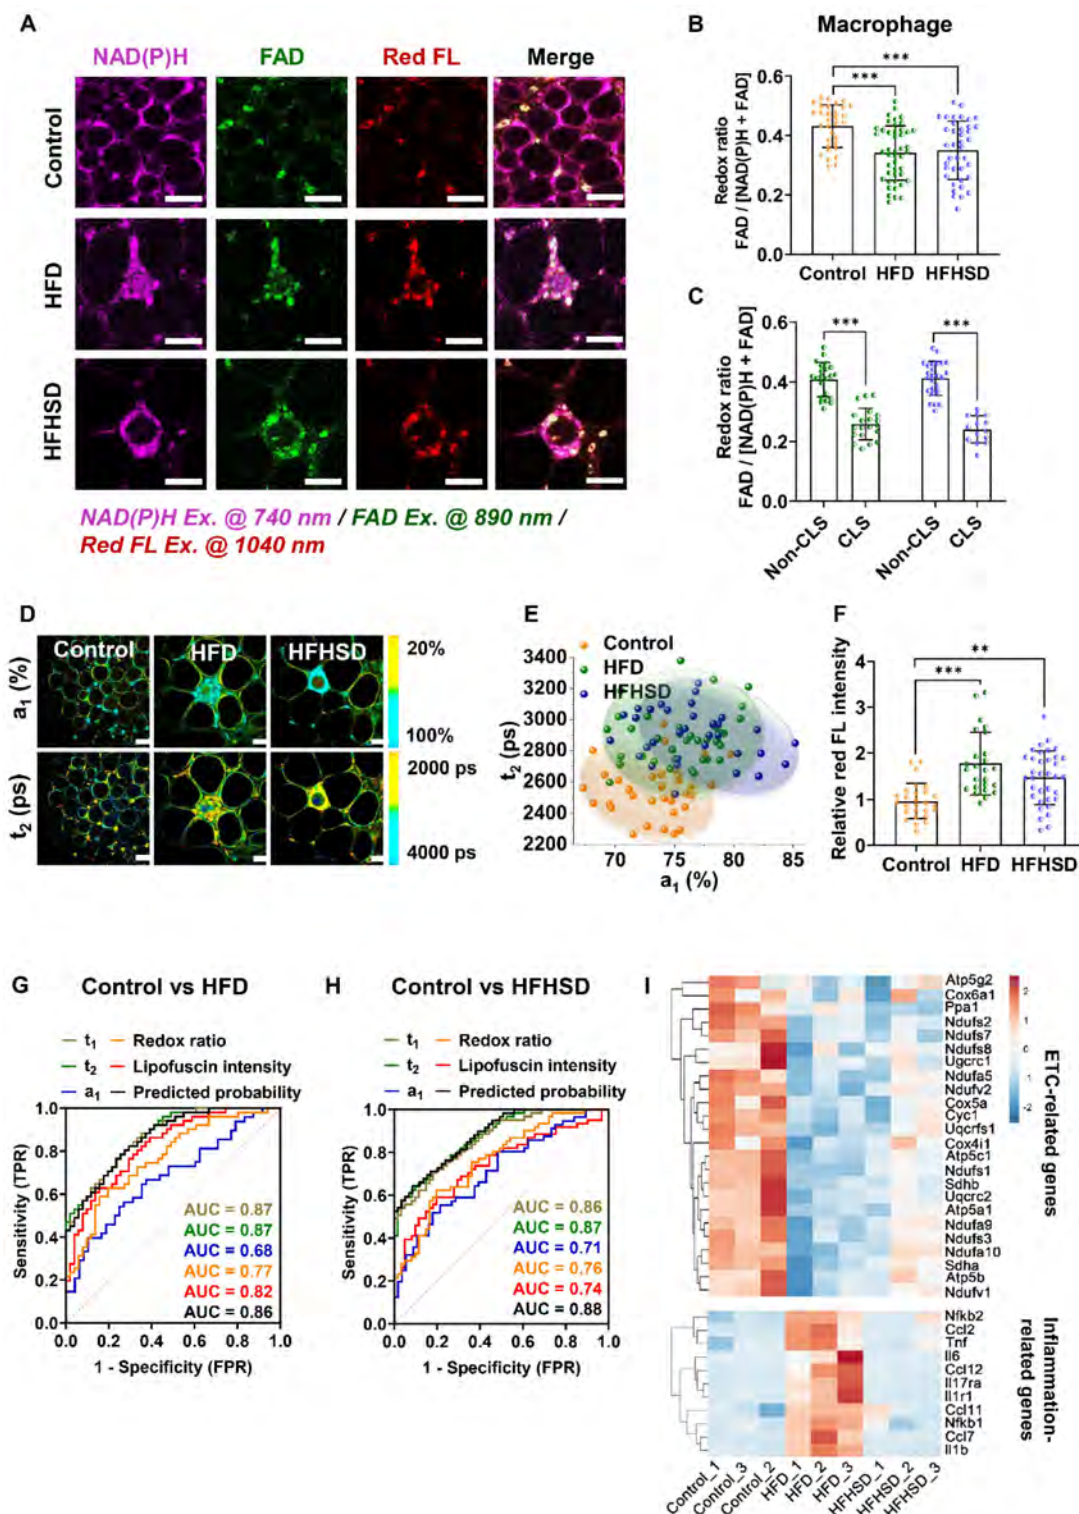 A
NAD(P)H FAD Red FL Merge
Control
HFD
HFHSD
NAD(P)H Ex. @ 740 nm / FAD Ex. @ 890 nm /
Red FL Ex. @ 1040 nm
B
Macrophage
Redox ratio
FAD / [NAD(P)H + FAD]
0.6
0.4
0.2
0.0
***
***
Control HFD HFHSD
C
Redox ratio
FAD / [NAD(P)H + FAD]
0.6
0.4
0.2
0.0
*** ***
Non-CLS CLS Non-CLS CLS
D
Control HFD HFHSD
a1 (%)
20%
100%
t2 (ps)
2000 ps
4000 ps
E
Control
HFD
HFHSD
t2 (ps)
3400
3200
3000
2800
2600
2400
2200
70 75 80 85
a1 (%)
F
Relative red FL intensity
4
3
2
1
0
**
***
Control HFD HFHSD
G Control vs HFD
t1 Redox ratio
t2 Lipofuscin intensity
a1 Predicted probability
Sensitivity (TPR)
1.0
0.8
0.6
0.4
0.2
0.0
AUC = 0.87
AUC = 0.87
AUC = 0.68
AUC = 0.77
AUC = 0.82
AUC = 0.86
0.0 0.2 0.4 0.6 0.8 1.0
1 - Specificity (FPR)
H Control vs HFHSD
t1 Redox ratio
t2 Lipofuscin intensity
a1 Predicted probability
Sensitivity (TPR)
1.0
0.8
0.6
0.4
0.2
0.0
AUC = 0.86
AUC = 0.87
AUC = 0.71
AUC = 0.76
AUC = 0.74
AUC = 0.88
0.0 0.2 0.4 0.6 0.8 1.0
1 - Specificity (FPR)
I
Atp5g2
Cox6a1
Ppa1
Ndufs2
Ndufs7
Ndufs8
Ugcrc1
Ndufa5
Ndufv2
Cox5a
Cyc1
Uqcrfs1
Cox4i1
Atp5c1
Ndufs1
Sdhb
Uqcrc2
Atp5a1
Ndufa9
Ndufs3
Ndufa10
Sdha
Atp5b
Ndufv1
2
1
0
-1
-2
ETC-related genes
Nfkb2
Ccl2
Tnf
Il6
Ccl12
Il17ra
Il1r1
Ccl11
Nfkb1
Ccl7
Il1b
Inflammation-
related genes
Control_1 Control_3 Control_2 HFD_1 HFD_2 HFD_3 HFHSD_1 HFHSD_2 HFHSD_3